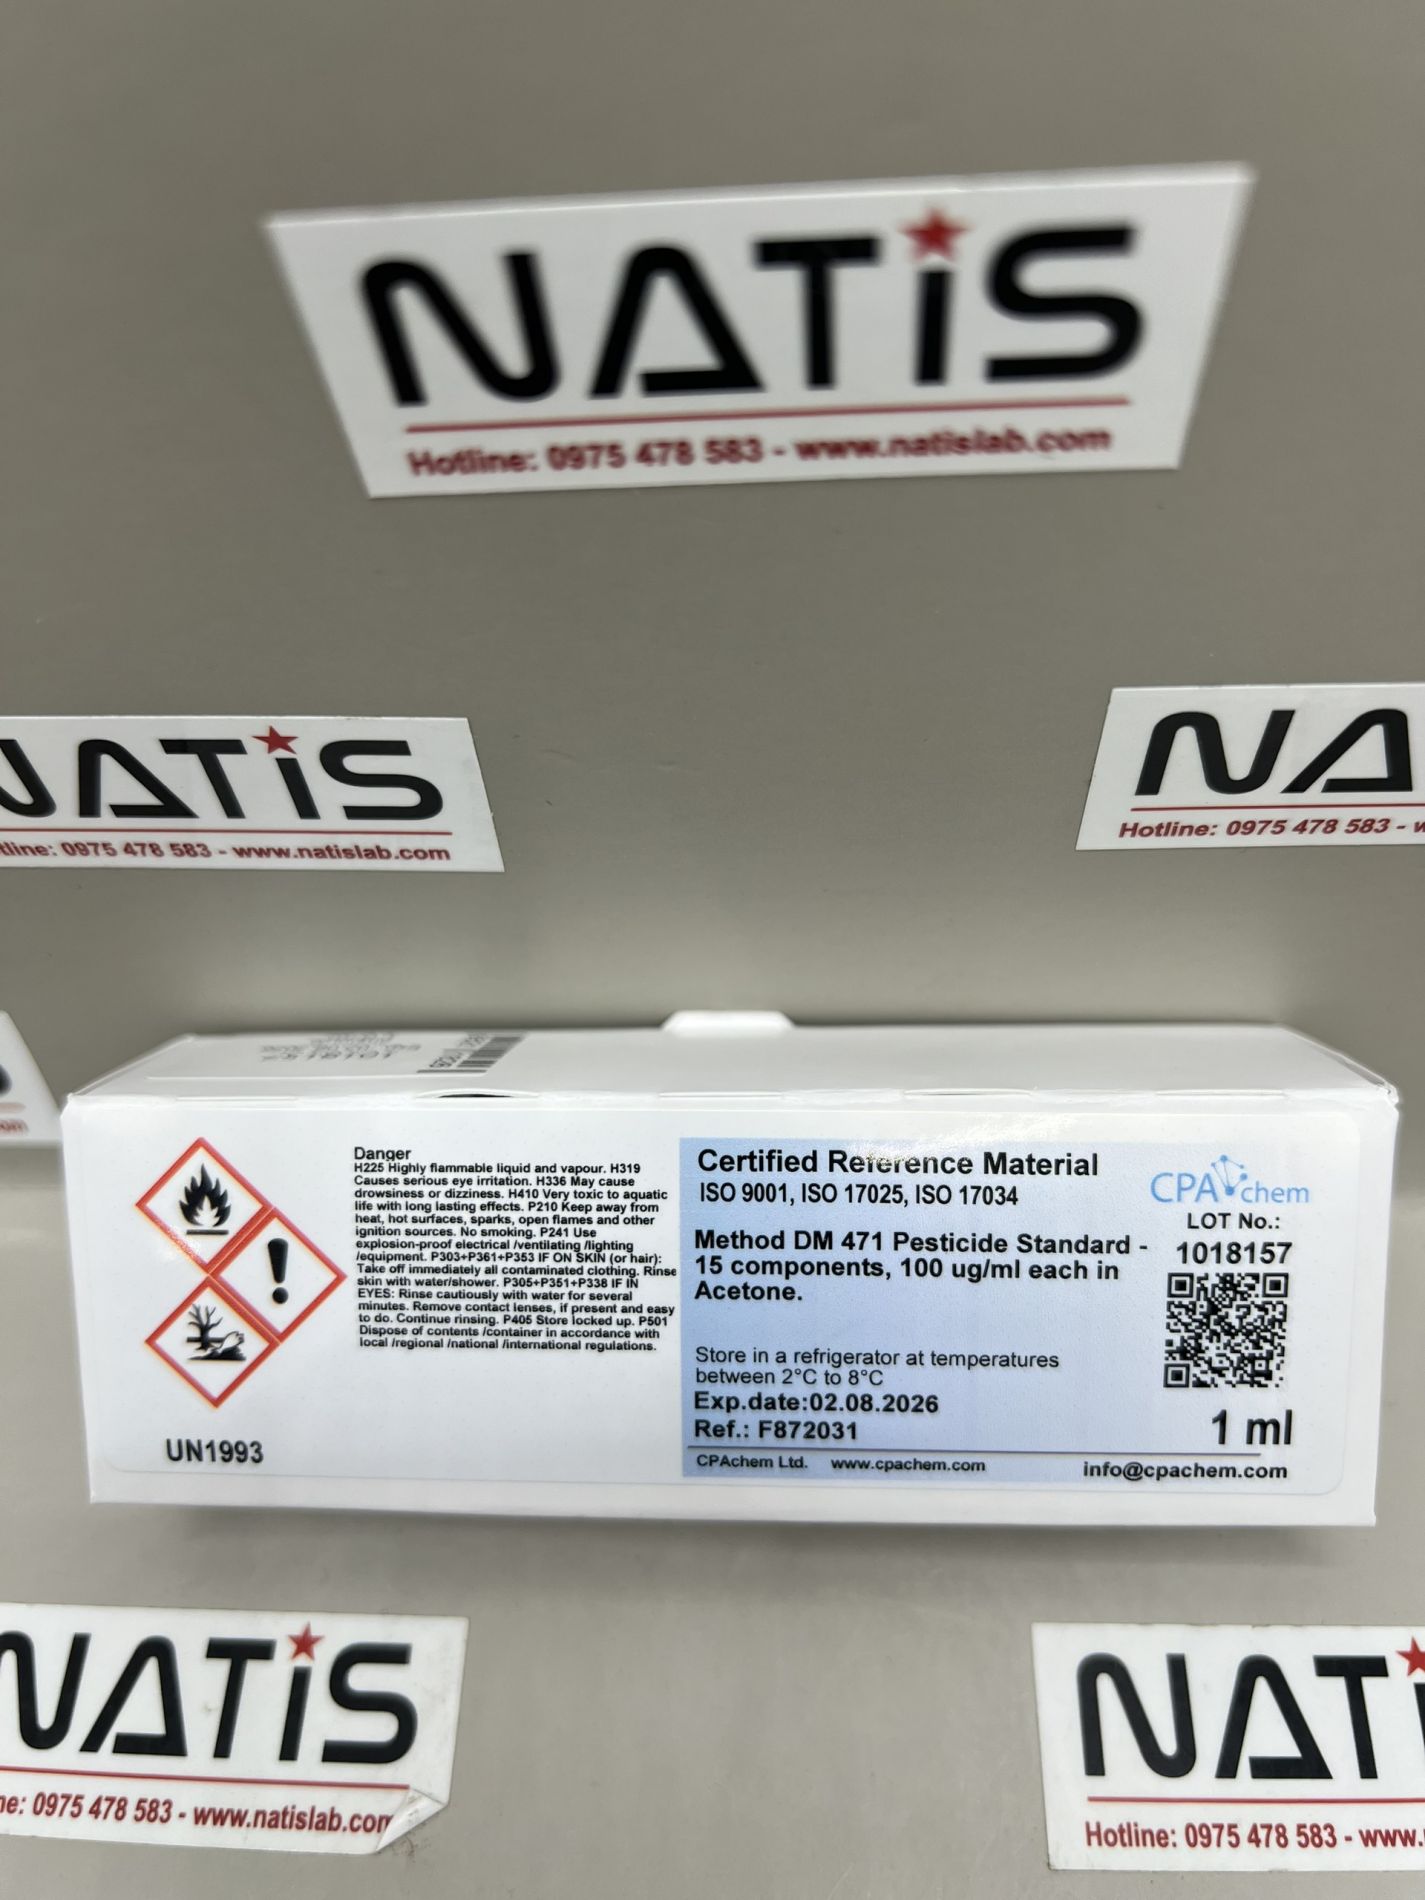 NATiS
Hotline: 0975 478 583 - www.natislab.com
NATiS
0975 478 583 - www.natislab.com
NA
Hotline: 0975 478 583 -
Danger
H225 Highly flammable liquid and vapour. H319
Causes serious eye irritation. H336 May cause
drowsiness or dizziness. H410 Very toxic to aquatic
life with long lasting effects. P210 Keep away from
heat, hot surfaces, sparks, open flames and other
ignition sources. No smoking. P241 Use
explosion-proof electrical /ventilating /lighting
/equipment. P303+P361+P353 IF ON SKIN (or hair):
Take off immediately all contaminated clothing. Rinse
skin with water/shower. P305+P351+P338 IF IN
EYES: Rinse cautiously with water for several
minutes. Remove contact lenses, if present and easy
to do. Continue rinsing. P405 Store locked up. P501
Dispose of contents /container in accordance with
local /regional /national /international regulations.
UN1993
Certified Reference Material
ISO 9001, ISO 17025, ISO 17034
Method DM 471 Pesticide Standard -
15 components, 100 ug/ml each in
Acetone.
Store in a refrigerator at temperatures
between 2°C to 8°C
Exp.date:02.08.2026
Ref.: F872031
CPAchem Ltd. www.cpachem.com
CPAchem
LOT No.:
1018157
1 ml
info@cpachem.com
NATiS
0975 478 583 - www.natislab.com
NATi
Hotline: 0975 478 583 - www.